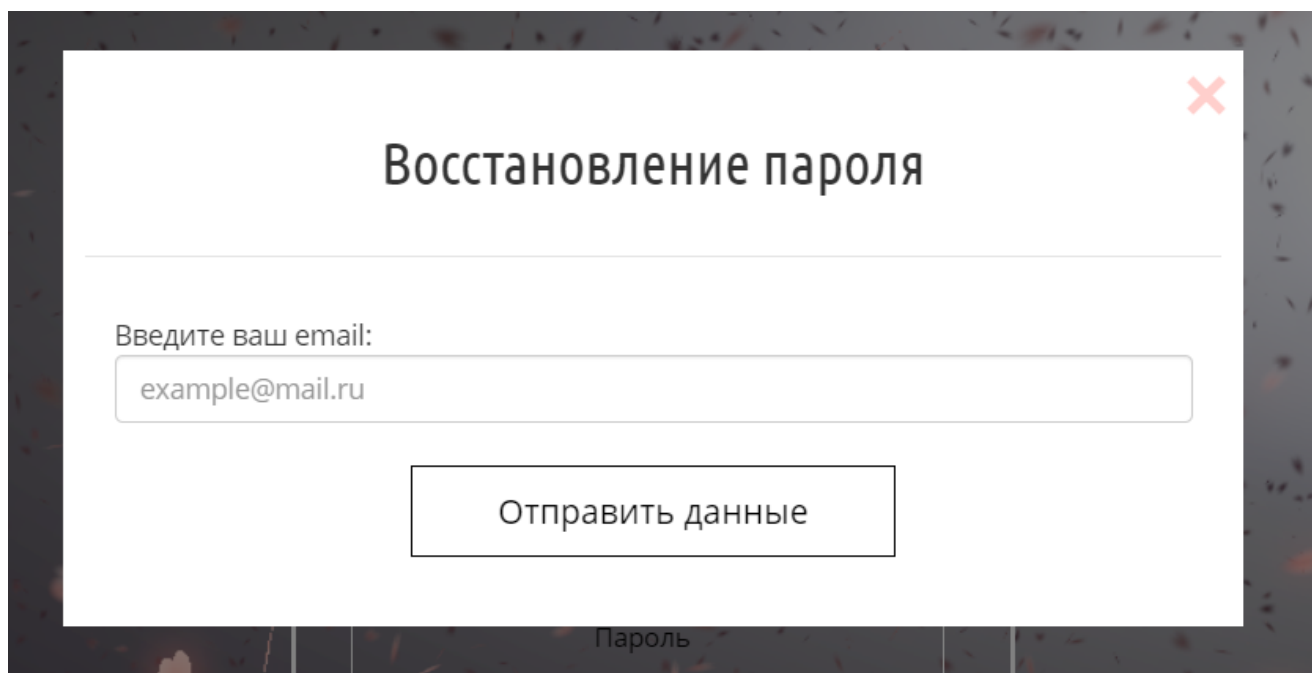 Восстановление пароля
Введите ваш email:
example@mail.ru
Отправить данные
Пароль